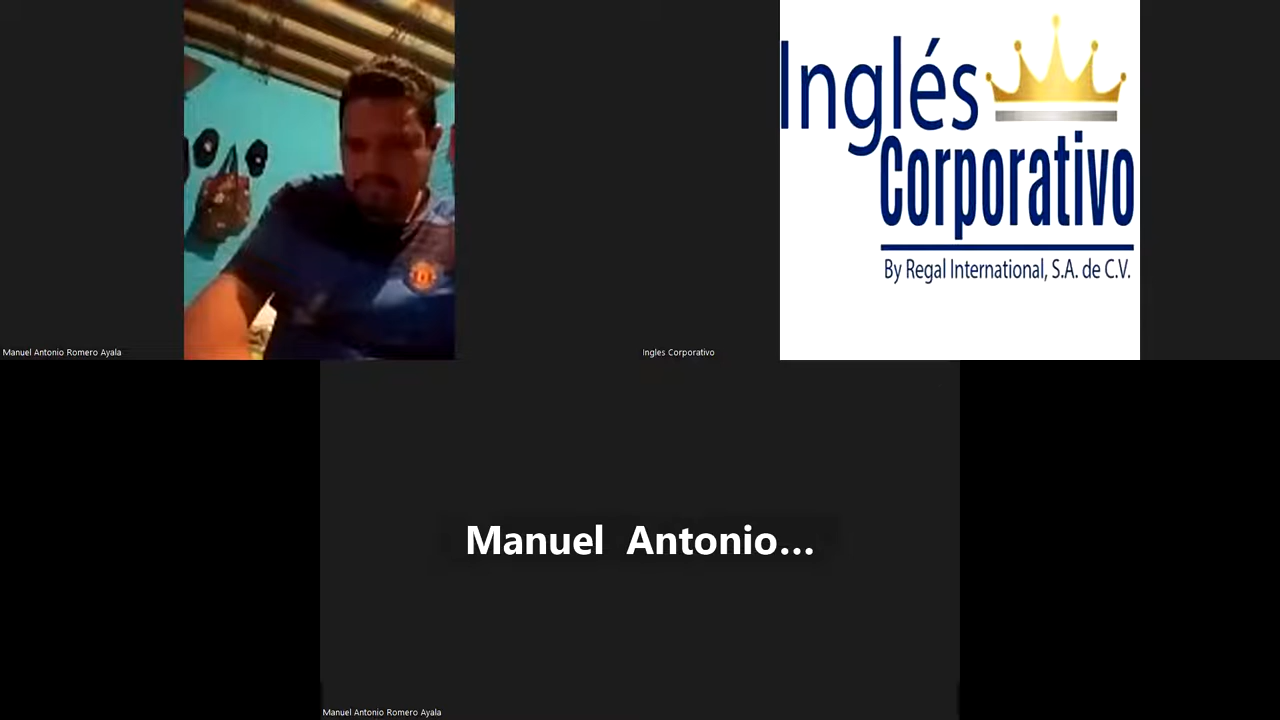 Inglés
Corporativo
By Regal International, S.A. de C.V.
Manuel Antonio Romero Ayala
Ingles Corporativo
Manuel Antonio...
Manuel Antonio Romero Ayala